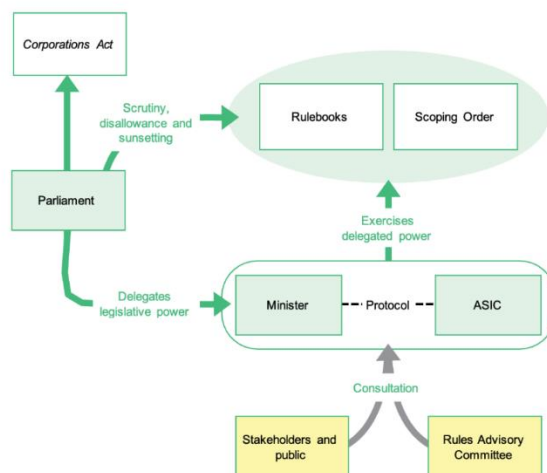 Corporations Act
Scrutiny,
disallowance and
sunsetting
Rulebooks
Scoping Order
Parliament
Exercises
delegated power
Delegates
legislative power
Minister
Protocol
ASIC
Consultation
Stakeholders and
public
Rules Advisory
Committee